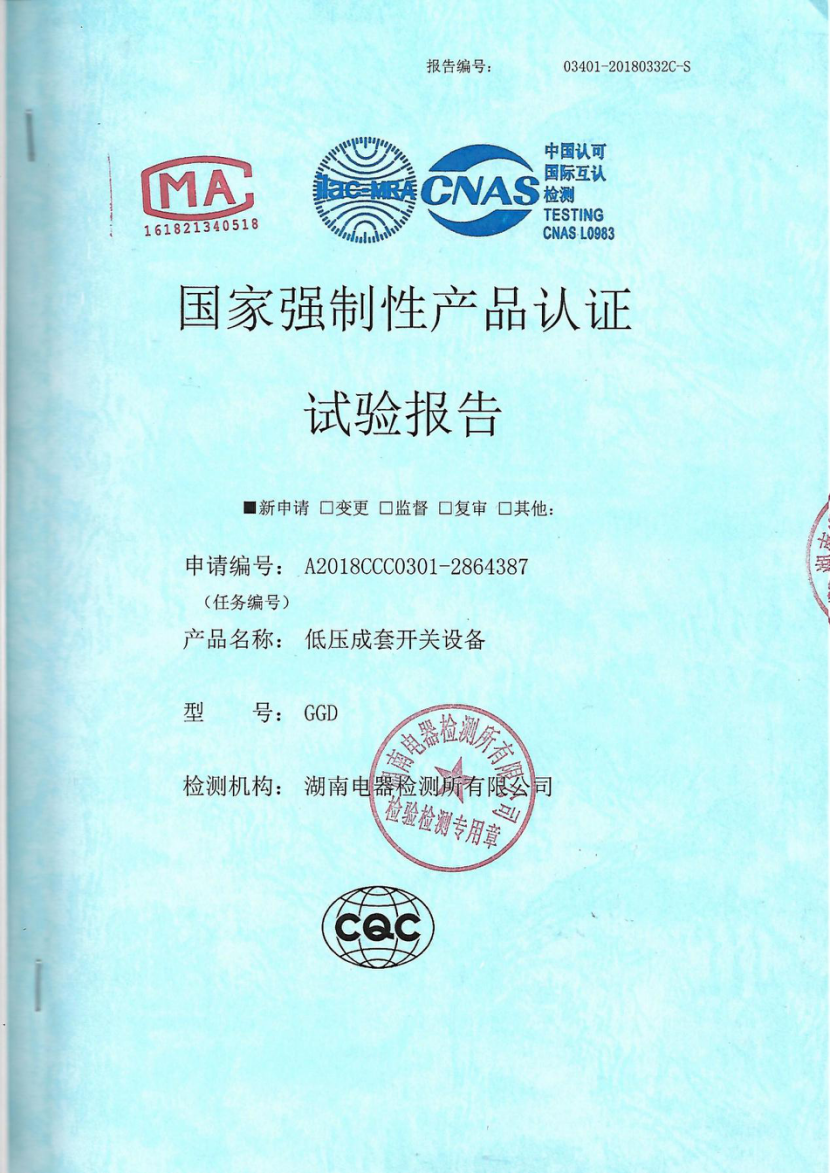 报告编号： 03401-20180332C-S
MA
161821340518
ilac-MRA
CNAS
中国认可
国际互认
检测
TESTING
CNAS L0983
国家强制性产品认证
试验报告
■新申请 □变更 □监督 □复审 □其他：
申请编号： A2018CCC0301-2864387
（任务编号）
产品名称： 低压成套开关设备
型 号： GGD
检测机构： 湖南电器检测所有限公司
湖南电器检测所有限公司
检验检测专用章
CQC